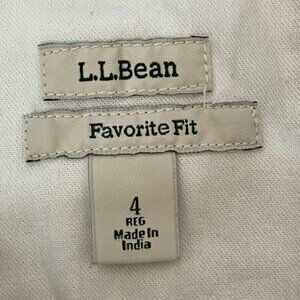 L.L.Bean
Favorite Fit
4
REG
Made In
India